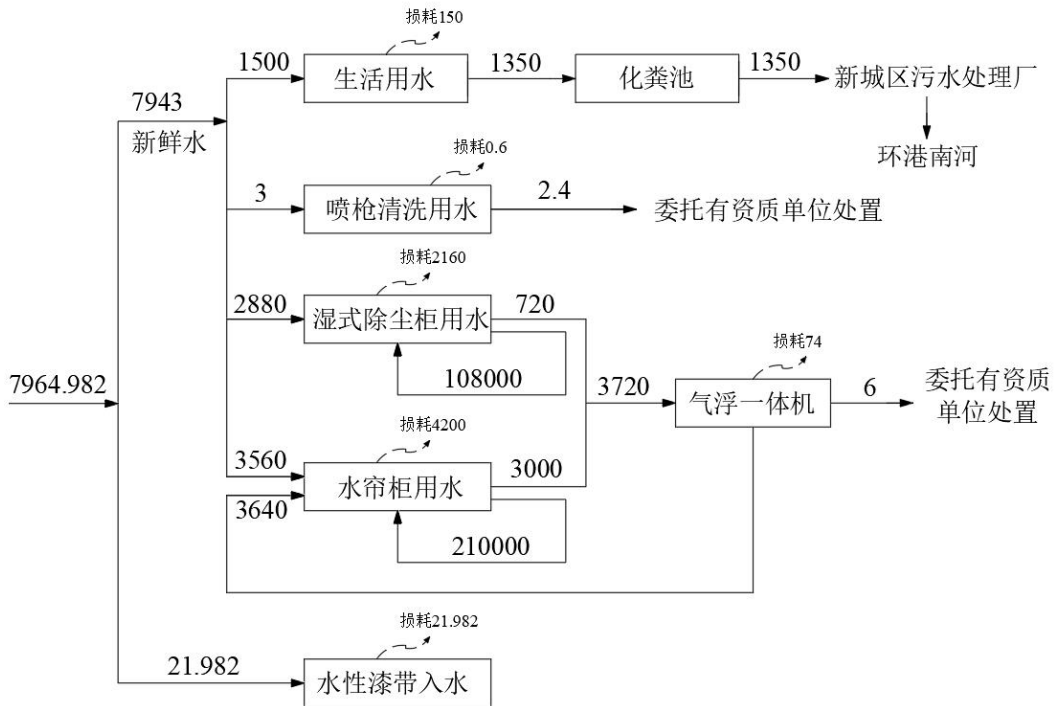 损耗150
1500
生活用水
1350
化粪池
1350
新城区污水处理厂
7943
新鲜水
环港南河
损耗0.6
3
喷枪清洗用水
2.4
委托有资质单位处置
损耗2160
2880
湿式除尘柜用水
720
108000
7964.982
损耗74
3720
气浮一体机
6
委托有资质
单位处置
损耗4200
3560
3640
水帘柜用水
3000
210000
损耗21.982
21.982
水性漆带入水